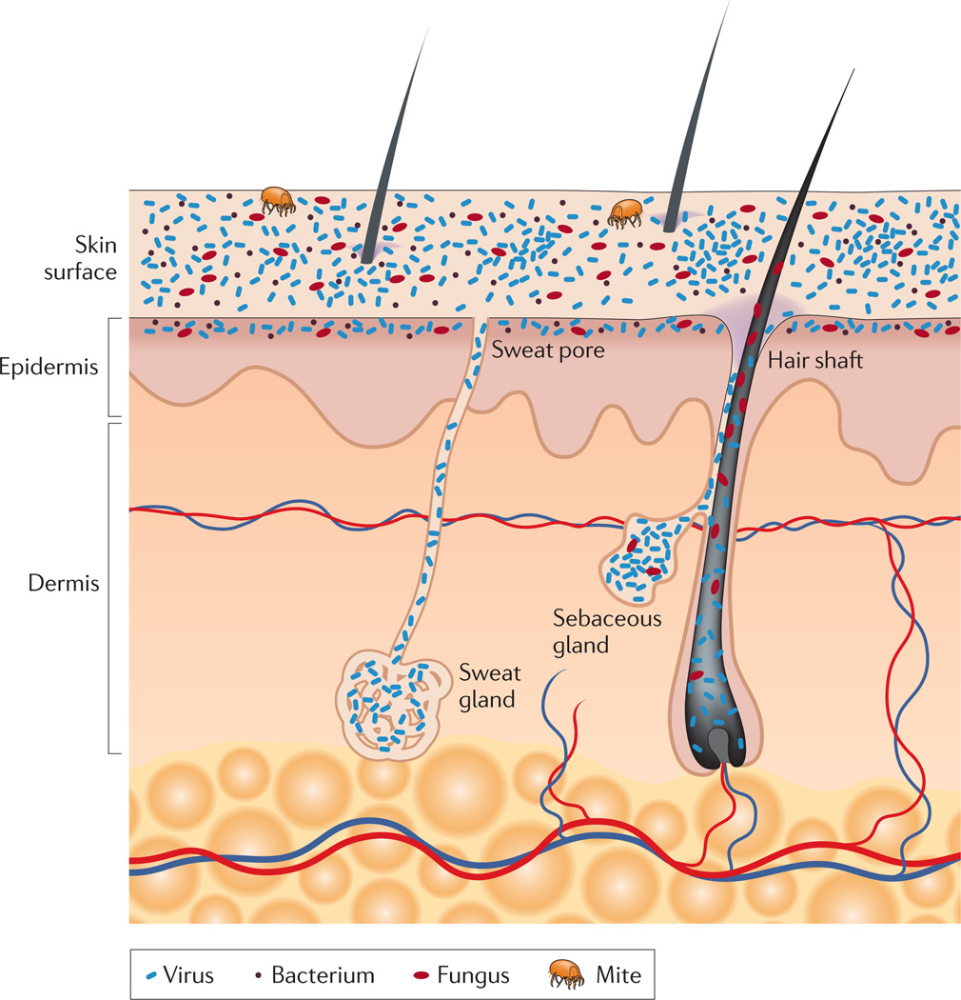 Skin
surface
Epidermis
Sweat pore
Hair shaft
Dermis
Sebaceous
gland
Sweat
gland
Virus
Bacterium
Fungus
Mite